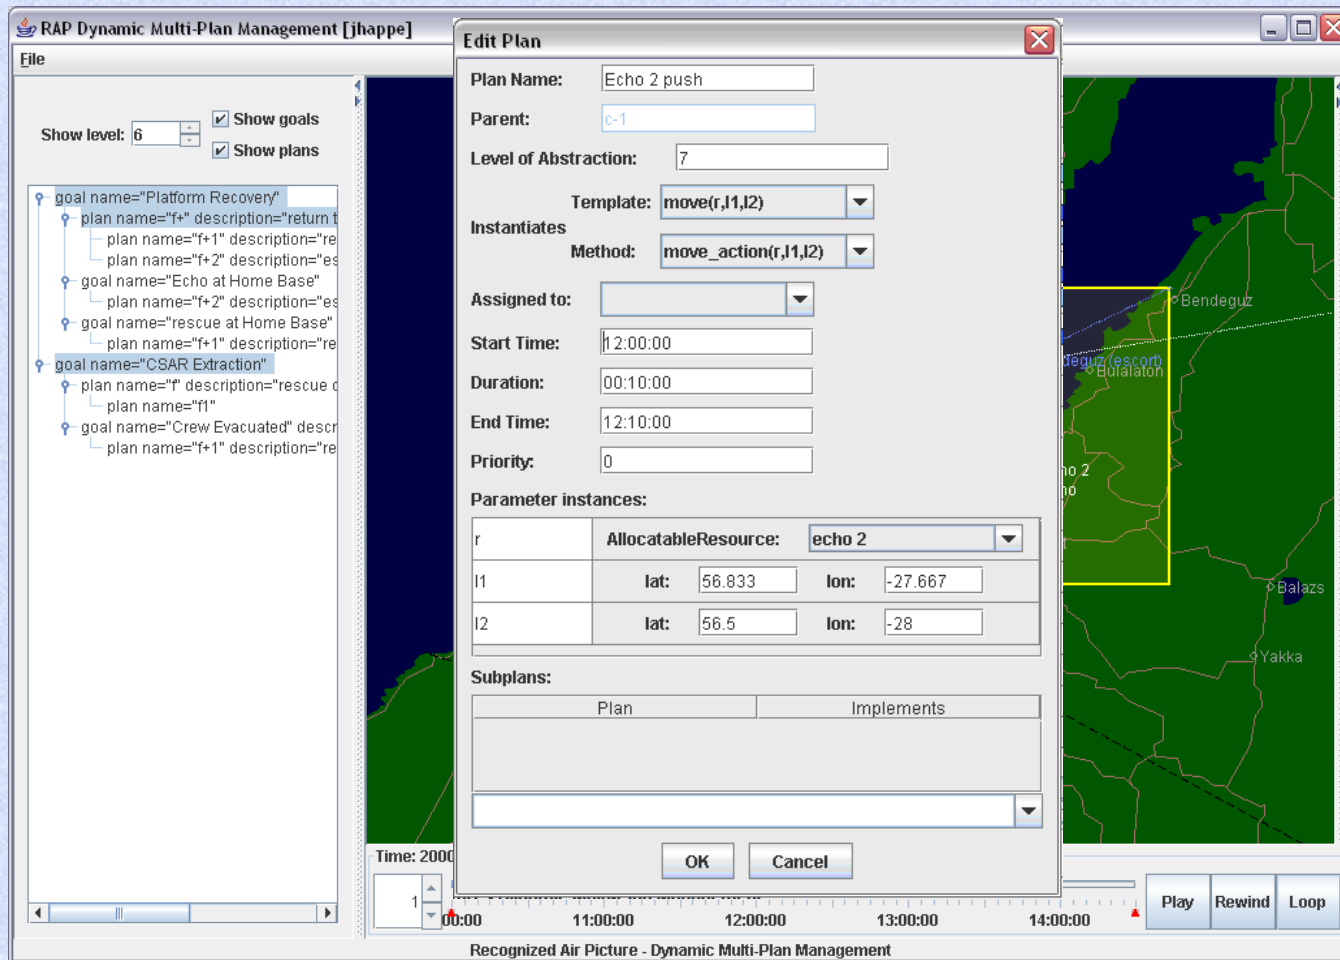 RAP Dynamic Multi-Plan Management [jhappe]
File
Show level: 6
Show goals
Show plans
goal name="Platform Recovery"
plan name="f+" description="return t
plan name="f+1" description="re
plan name="f+2" description="es
goal name="Echo at Home Base"
plan name="f+2" description="es
goal name="rescue at Home Base"
plan name="f+1" description="re
goal name="CSAR Extraction"
plan name="f" description="rescue c
plan name="f1"
goal name="Crew Evacuated" descr
plan name="f+1" description="re
Edit Plan
Plan Name: Echo 2 push
Parent: c-1
Level of Abstraction: 7
Instantiates
Template: move(r,l1,l2)
Method: move_action(r,l1,l2)
Assigned to:
Start Time: 12:00:00
Duration: 00:10:00
End Time: 12:10:00
Priority: 0
Parameter instances:
r AllocatableResource: echo 2
l1 lat: 56.833 lon: -27.667
l2 lat: 56.5 lon: -28
Subplans:
Plan Implements
OK Cancel
Bendeguz
deguz (escort)
Bulalaton
ho 2
ho
Balazs
Yakka
Time: 2000
1
00:00 11:00:00 12:00:00 13:00:00 14:00:00
Play Rewind Loop
Recognized Air Picture - Dynamic Multi-Plan Management